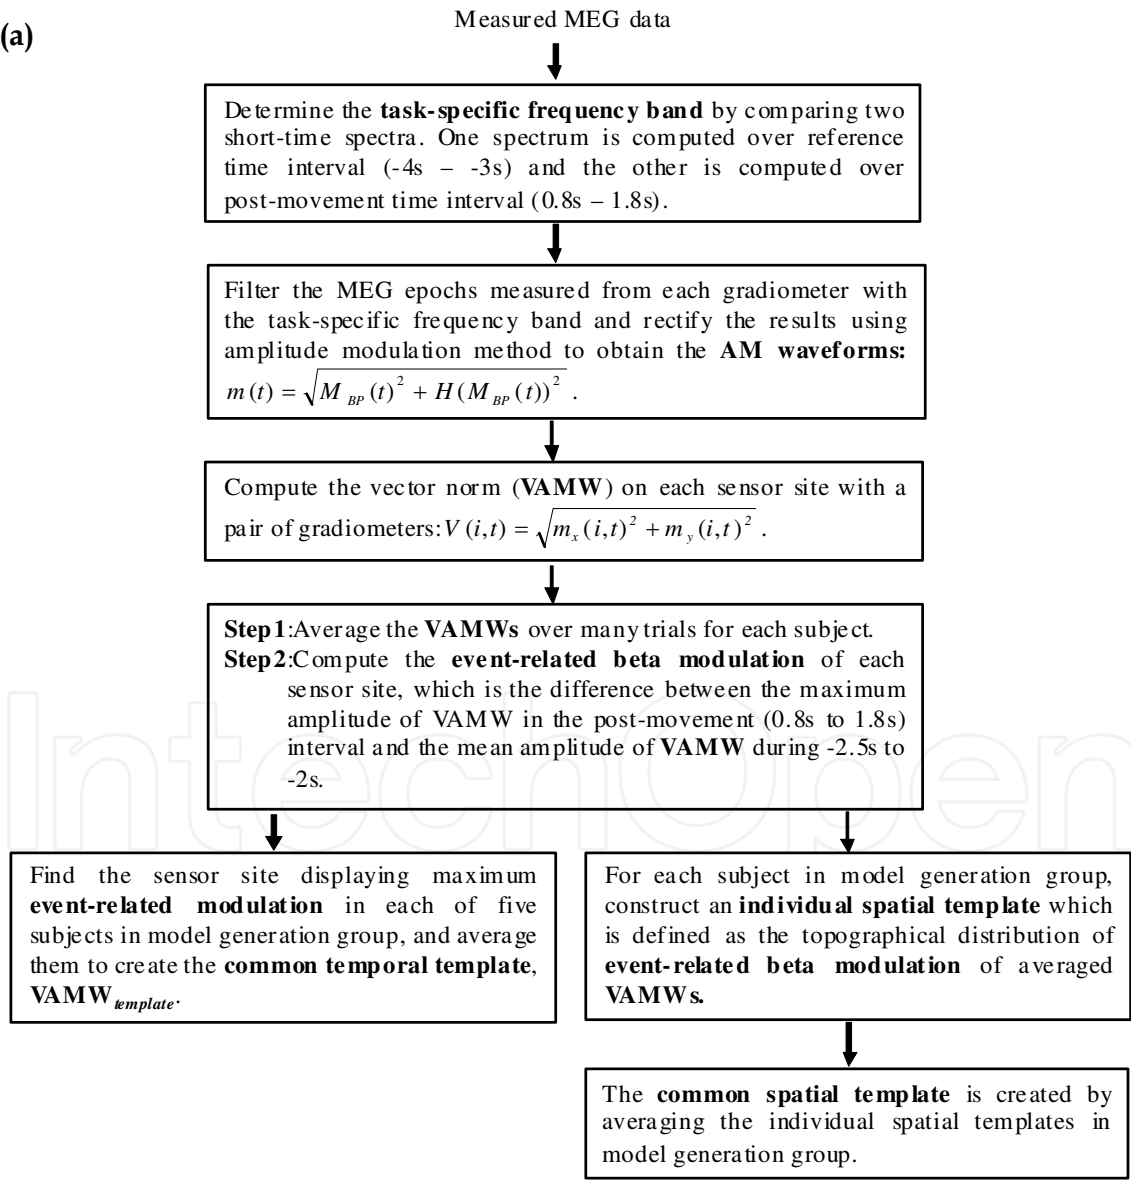 (a)
Measured MEG data
Determine the task-specific frequency band by comparing two
short-time spectra. One spectrum is computed over reference
time interval (-4s – -3s) and the other is computed over
post-movement time interval (0.8s – 1.8s).
Filter the MEG epochs measured from each gradiometer with
the task-specific frequency band and rectify the results using
amplitude modulation method to obtain the AM waveforms:
m(t) = √(M_BP(t)² + H(M_BP(t))²) .
Compute the vector norm (VAMW) on each sensor site with a
pair of gradiometers: V(i,t) = √(m_x(i,t)² + m_y(i,t)²) .
Step1:Average the VAMWs over many trials for each subject.
Step2:Compute the event-related beta modulation of each
sensor site, which is the difference between the maximum
amplitude of VAMW in the post-movement (0.8s to 1.8s)
interval and the mean amplitude of VAMW during -2.5s to
-2s.
IntechOpen
Find the sensor site displaying maximum
event-related modulation in each of five
subjects in model generation group, and average
them to create the common temporal template,
VAMW_template.
For each subject in model generation group,
construct an individual spatial template which
is defined as the topographical distribution of
event-related beta modulation of averaged
VAMWs.
The common spatial template is created by
averaging the individual spatial templates in
model generation group.